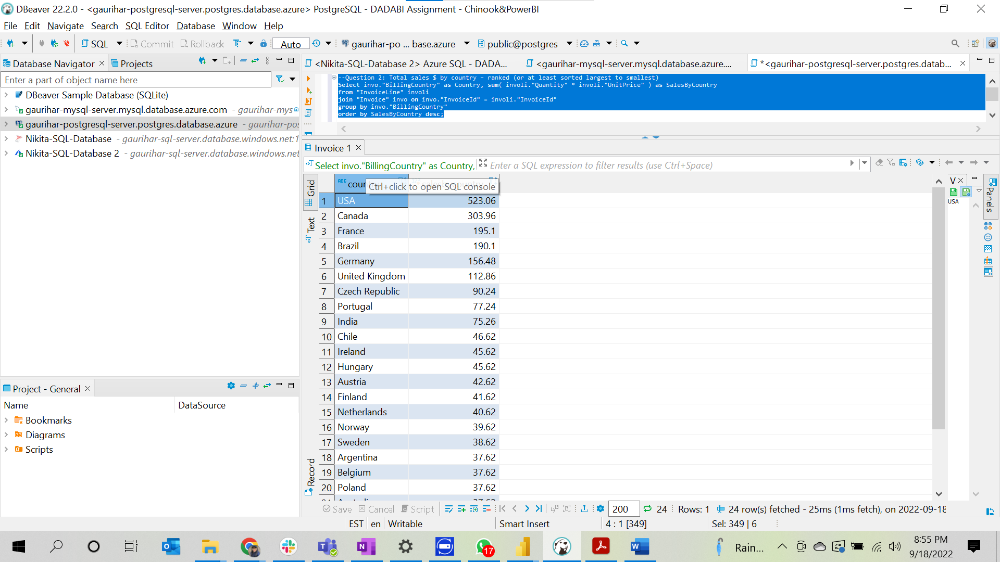 DBeaver 22.2.0 - <gaurihar-postgresql-server.postgres.database.azure> PostgreSQL - DADABI Assignment - Chinook&PowerBI
File Edit Navigate Search SQL Editor Database Window Help
SQL Commit Rollback Auto gaurihar-po ... base.azure public@postgres
Database Navigator Projects
<Nikita-SQL-Database 2> Azure SQL - DADA... <gaurihar-mysql-server.mysql.database.azure.... *<gaurihar-postgresql-server.postgres.datab...
Enter a part of object name here
DBeaver Sample Database (SQLite)
gaurihar-mysql-server.mysql.database.azure.com - gaurihar-mys
gaurihar-postgresql-server.postgres.database.azure - gaurihar-pos
Nikita-SQL-Database - gaurihar-sql-server.database.windows.net:1
Nikita-SQL-Database 2 - gaurihar-sql-server.database.windows.net
--Question 2: Total sales $ by country – ranked (or at least sorted largest to smallest)
Select invo."BillingCountry" as Country, sum( involi."Quantity" * involi."UnitPrice" ) as SalesByCountry
from "InvoiceLine" involi
join "Invoice" invo on invo."InvoiceId" = involi."InvoiceId"
group by invo."BillingCountry"
order by SalesByCountry desc;
Invoice 1
Select invo."BillingCountry" as Country, Enter a SQL expression to filter results (use Ctrl+Space)
Grid
Text
Record
ABC cour
Ctrl+click to open SQL console
1 USA 523.06
2 Canada 303.96
3 France 195.1
4 Brazil 190.1
5 Germany 156.48
6 United Kingdom 112.86
7 Czech Republic 90.24
8 Portugal 77.24
9 India 75.26
10 Chile 46.62
11 Ireland 45.62
12 Hungary 45.62
13 Austria 42.62
14 Finland 41.62
15 Netherlands 40.62
16 Norway 39.62
17 Sweden 38.62
18 Argentina 37.62
19 Belgium 37.62
20 Poland 37.62
V
USA
Panels
Project - General
Name DataSource
Bookmarks
Diagrams
Scripts
Save Cancel Script 200 24 Rows: 1 24 row(s) fetched - 25ms (1ms fetch), on 2022-09-18
EST en Writable Smart Insert 4 : 1 [349] Sel: 349 | 6
17
Rain...
8:55 PM
9/18/2022